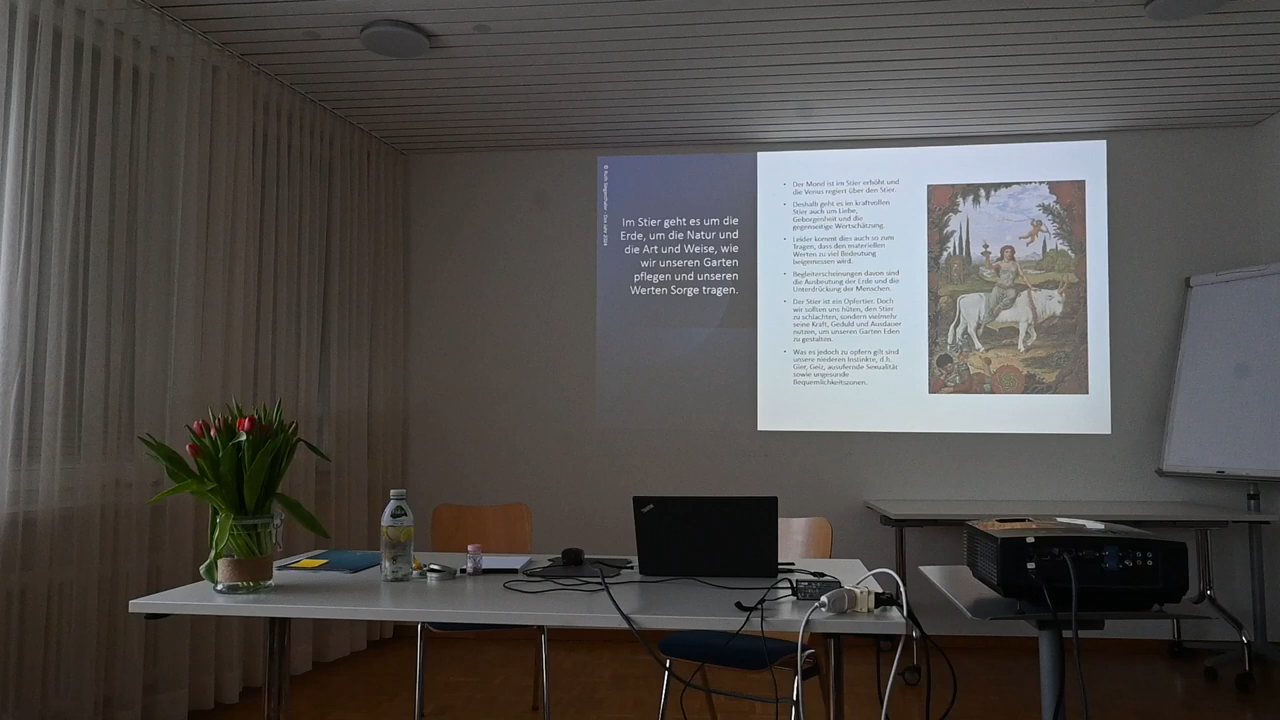 © Ruth Siegenthaler - Das Jahr 2024
Im Stier geht es um die
Erde, um die Natur und
die Art und Weise, wie
wir unseren Garten
pflegen und unseren
Werten Sorge tragen.
• Der Mond ist im Stier erhöht und
die Venus regiert über den Stier.
• Deshalb geht es im kraftvollen
Stier auch um Liebe,
Geborgenheit und die
gegenseitige Wertschätzung.
• Leider kommt dies auch so zum
Tragen, dass den materiellen
Werten zu viel Bedeutung
beigemessen wird.
• Begleiterscheinungen davon sind
die Ausbeutung der Erde und die
Unterdrückung der Menschen.
• Der Stier ist ein Opfertier. Doch
wir sollten uns hüten, den Stier
zu schlachten, sondern vielmehr
seine Kraft, Geduld und Ausdauer
nutzen, um unseren Garten Eden
zu gestalten.
• Was es jedoch zu opfern gilt sind
unsere niederen Instinkte, d.h.
Gier, Geiz, ausufernde Sexualität
sowie ungesunde
Bequemlichkeitszonen.